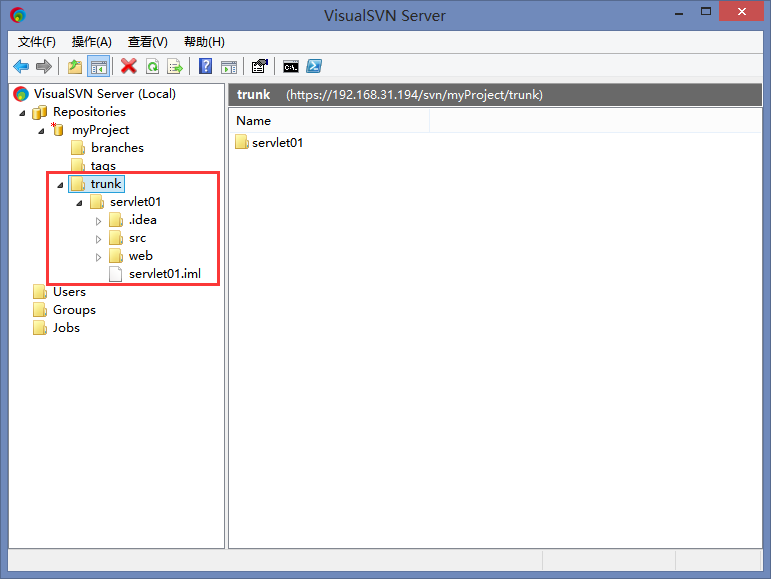 VisualSVN Server
文件(F) 操作(A) 查看(V) 帮助(H)
VisualSVN Server (Local)
Repositories
myProject
branches
tags
trunk
servlet01
.idea
src
web
servlet01.iml
Users
Groups
Jobs
trunk (https://192.168.31.194/svn/myProject/trunk)
Name
servlet01